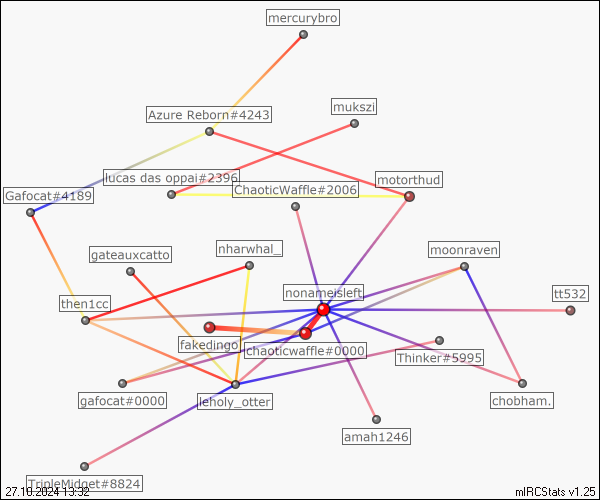 mercurybro
mukszi
Azure Reborn#4243
lucas das oppai#2396
motorthud
ChaoticWaffle#2006
Gafocat#4189
gateauxcatto
nharwhal_
moonraven
nonameisleft
tt532
then1cc
fakedingo
chaoticwaffle#0000
Thinker#5995
gafocat#0000
leholy_otter
chobham.
amah1246
TripleMidget#8824
27.10.2024 13:32
mIRCStats v1.25